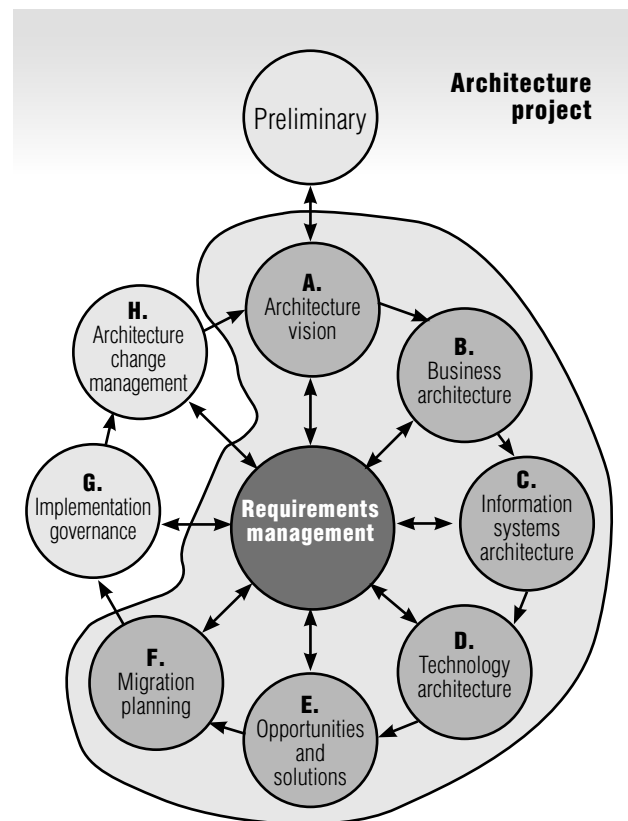 Architecture
project
Preliminary
A.
Architecture
vision
H.
Architecture
change
management
B.
Business
architecture
G.
Implementation
governance
Requirements
management
C.
Information
systems
architecture
F.
Migration
planning
D.
Technology
architecture
E.
Opportunities
and
solutions